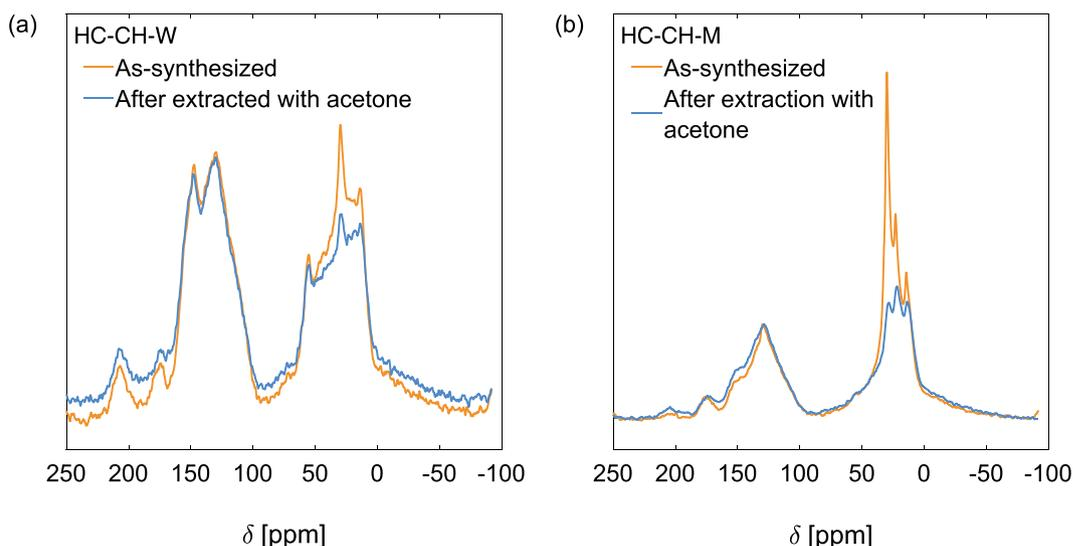 (a)
HC-CH-W
As-synthesized
After extracted with acetone
250 200 150 100 50 0 -50 -100
δ [ppm]
(b)
HC-CH-M
As-synthesized
After extraction with
acetone
250 200 150 100 50 0 -50 -100
δ [ppm]